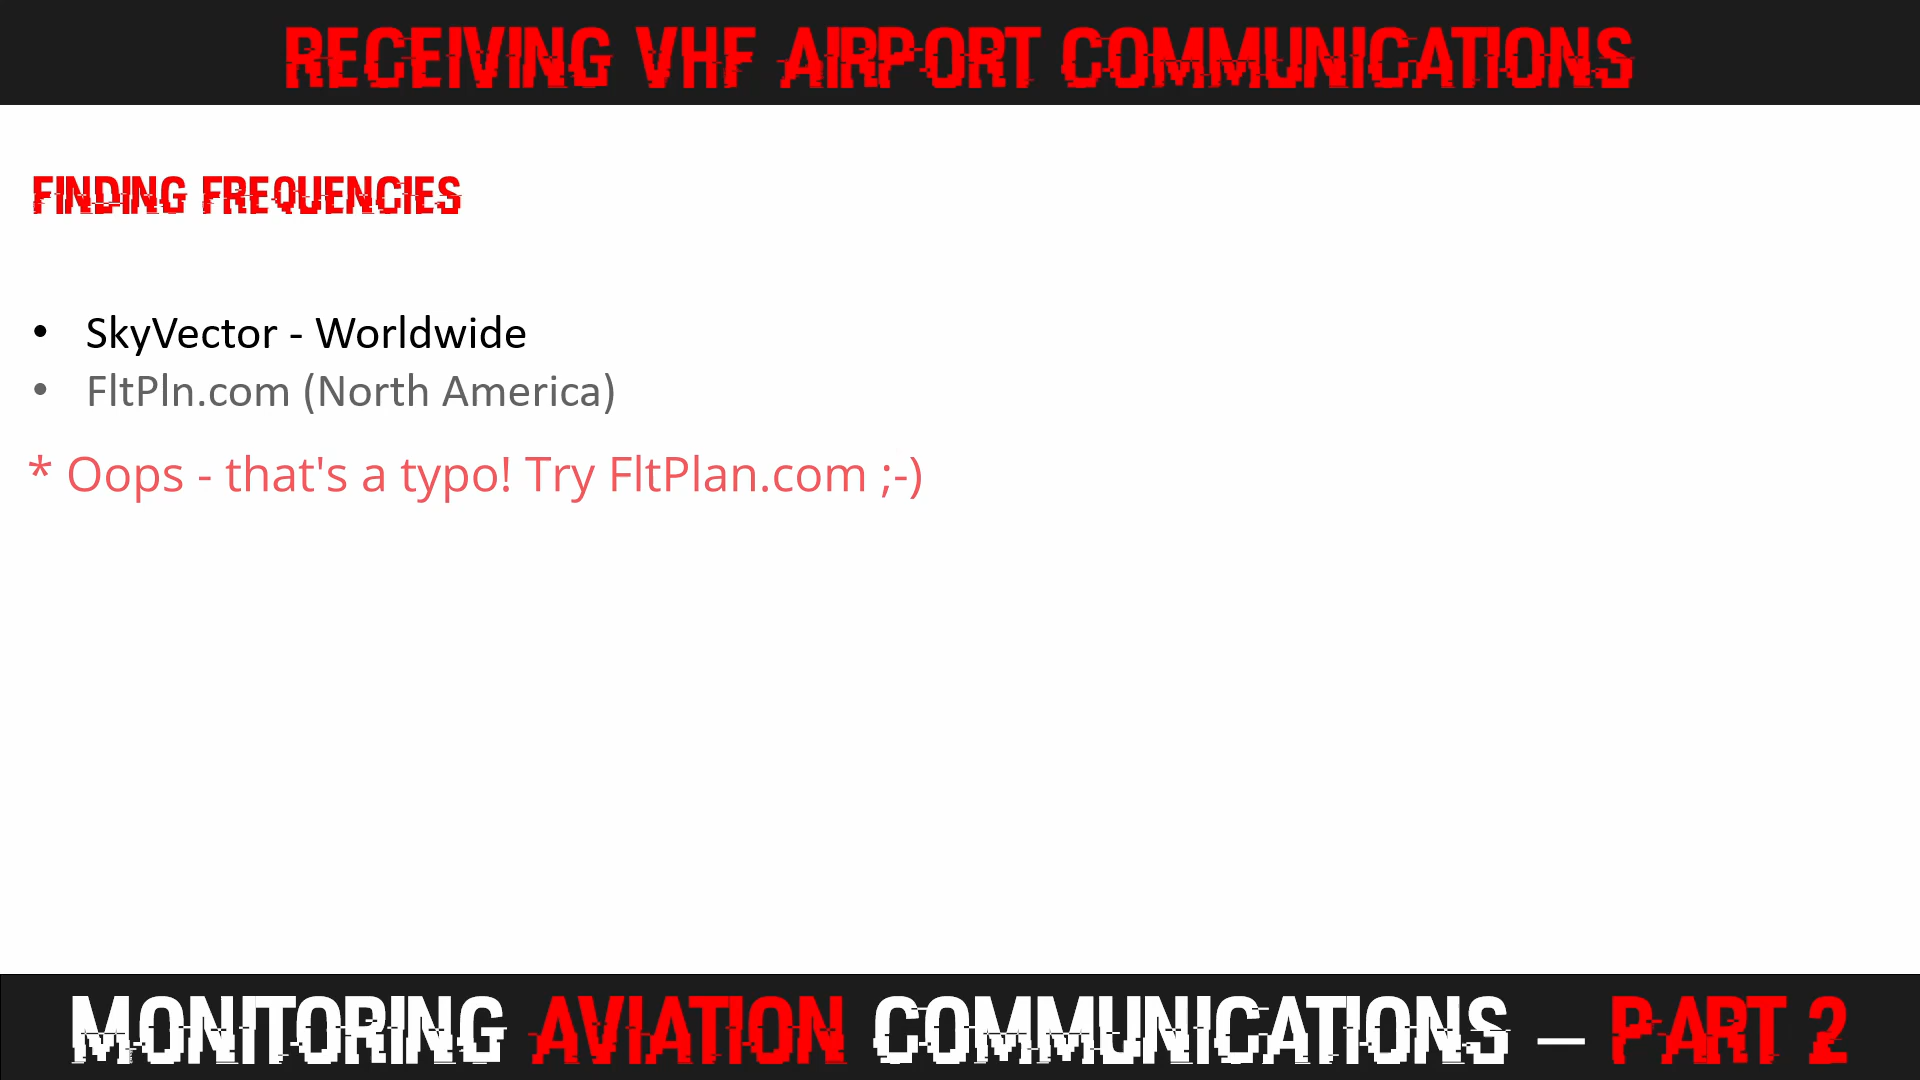 RECEIVING VHF AIRPORT COMMUNICATIONS
FINDING FREQUENCIES
• SkyVector - Worldwide
• FltPln.com (North America)
* Oops - that's a typo! Try FltPlan.com ;-)
MONITORING AVIATION COMMUNICATIONS – PART 2